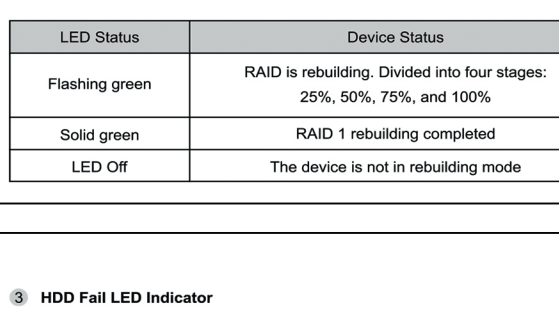 LED Status Device Status
Flashing green RAID is rebuilding. Divided into four stages:
25%, 50%, 75%, and 100%
Solid green RAID 1 rebuilding completed
LED Off The device is not in rebuilding mode
3 HDD Fail LED Indicator